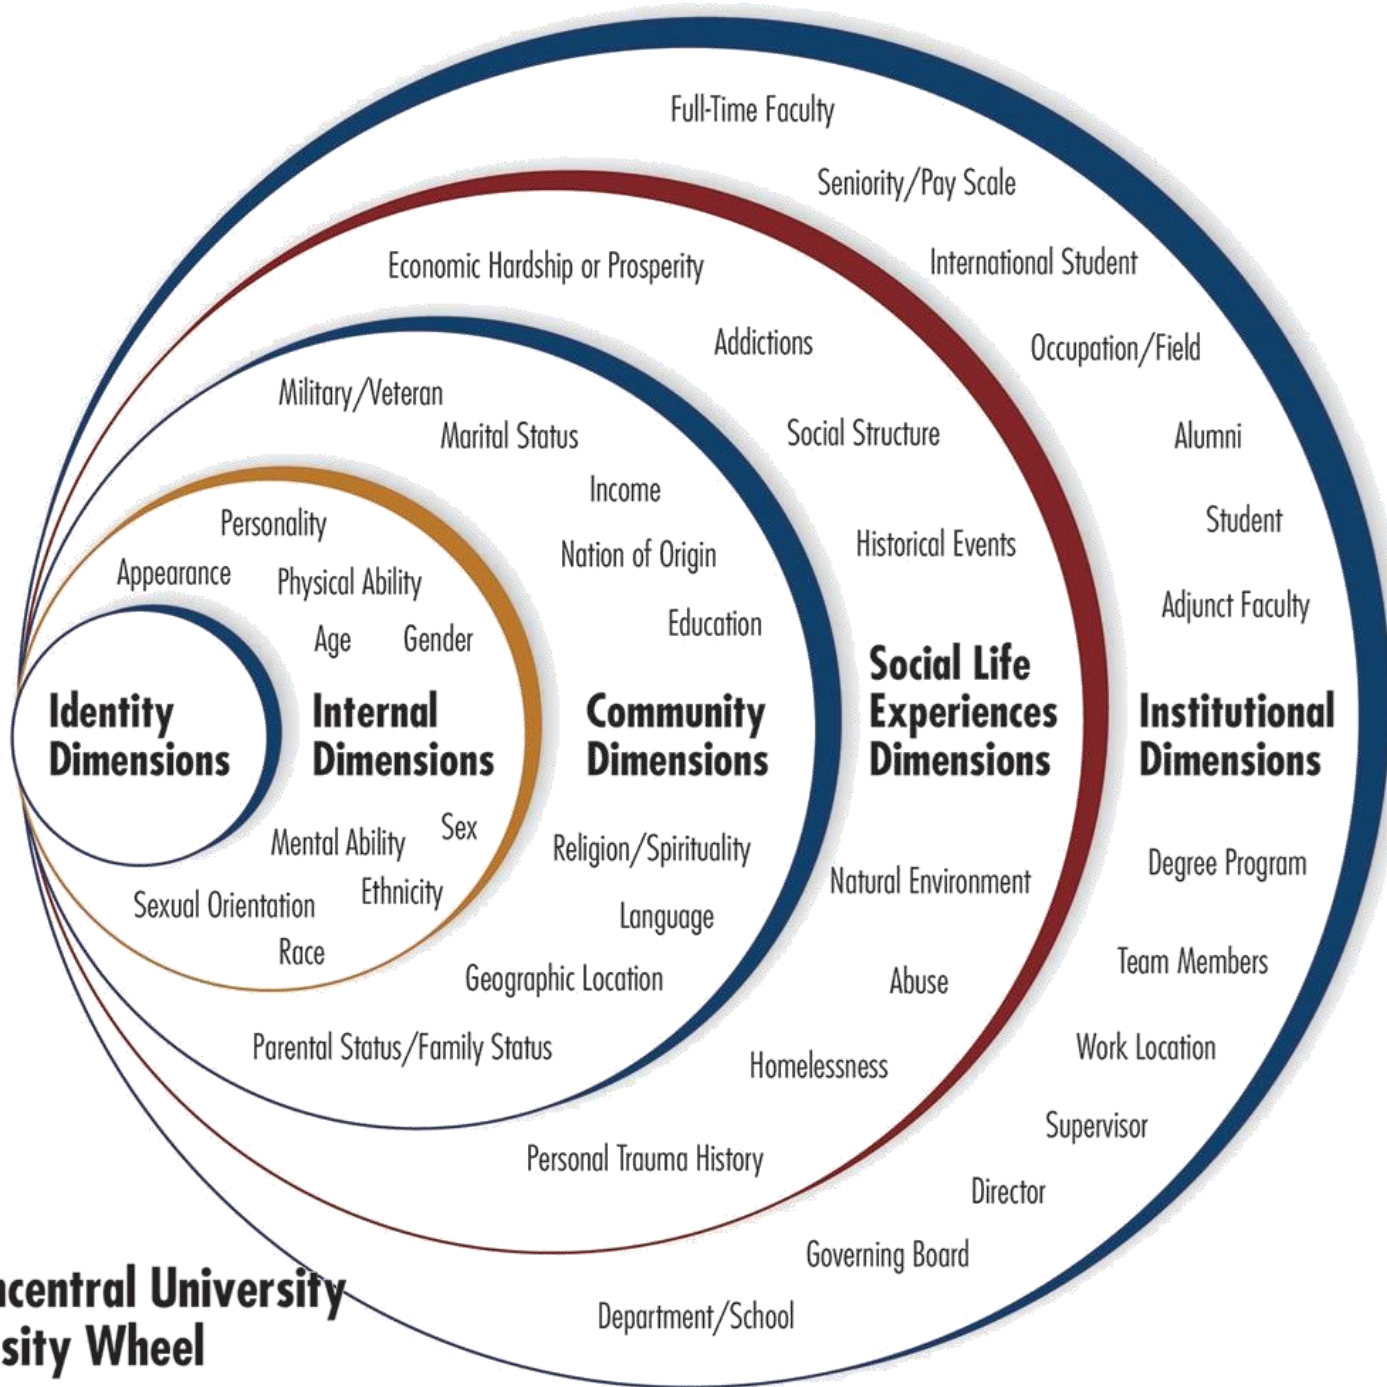 Full-Time Faculty
Seniority/Pay Scale
International Student
Occupation/Field
Alumni
Student
Adjunct Faculty
Institutional
Dimensions
Degree Program
Team Members
Work Location
Supervisor
Director
Governing Board
Department/School
Economic Hardship or Prosperity
Addictions
Social Structure
Historical Events
Social Life
Experiences
Dimensions
Natural Environment
Abuse
Homelessness
Personal Trauma History
Military/Veteran
Marital Status
Income
Nation of Origin
Education
Community
Dimensions
Religion/Spirituality
Language
Geographic Location
Parental Status/Family Status
Personality
Appearance
Physical Ability
Age
Gender
Internal
Dimensions
Mental Ability
Sex
Sexual Orientation
Ethnicity
Race
Identity
Dimensions
ncentral University
sity Wheel